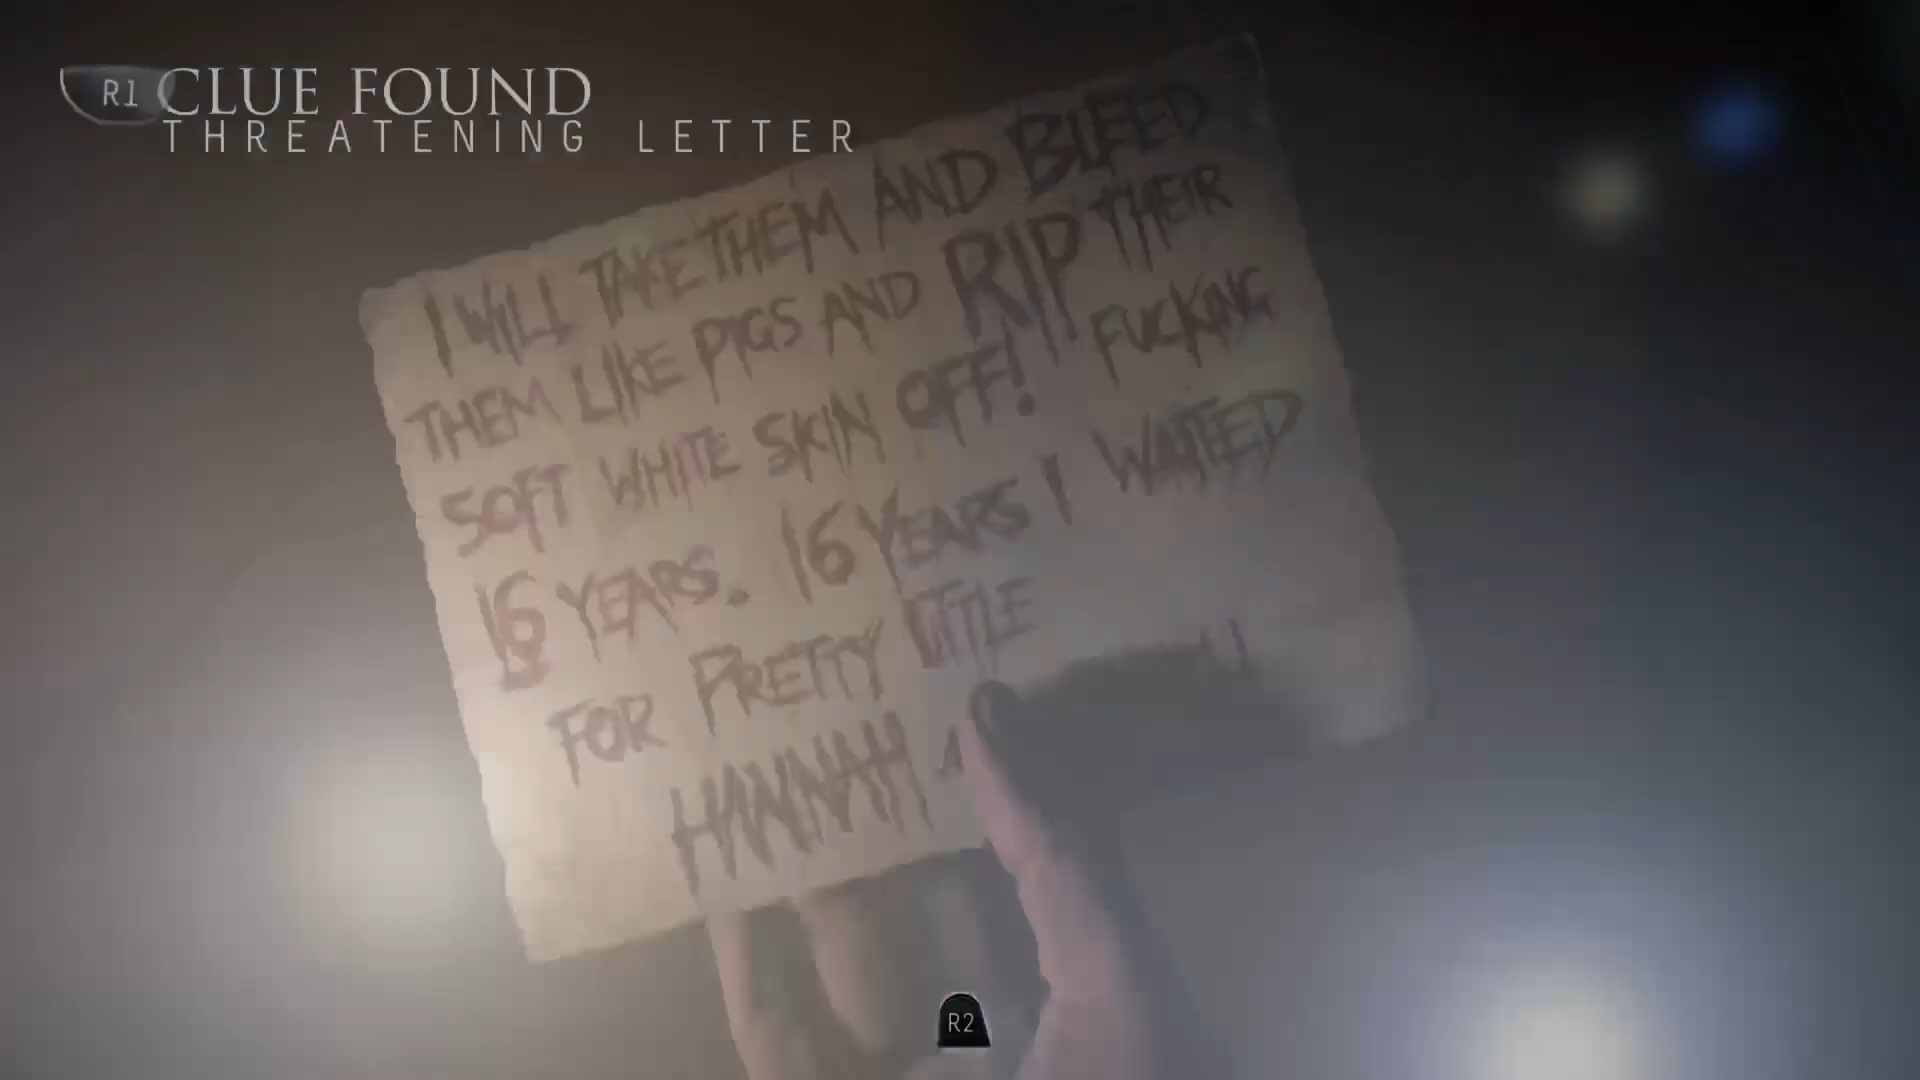 R1 CLUE FOUND
THREATENING LETTER
I WILL TAKE THEM AND BLEED
THEM LIKE PIGS AND RIP THEIR
SOFT WHITE SKIN OFF! FUCKING
16 YEARS. 16 YEARS I WAITED
FOR PRETTY LITTLE
HANNAH
R2